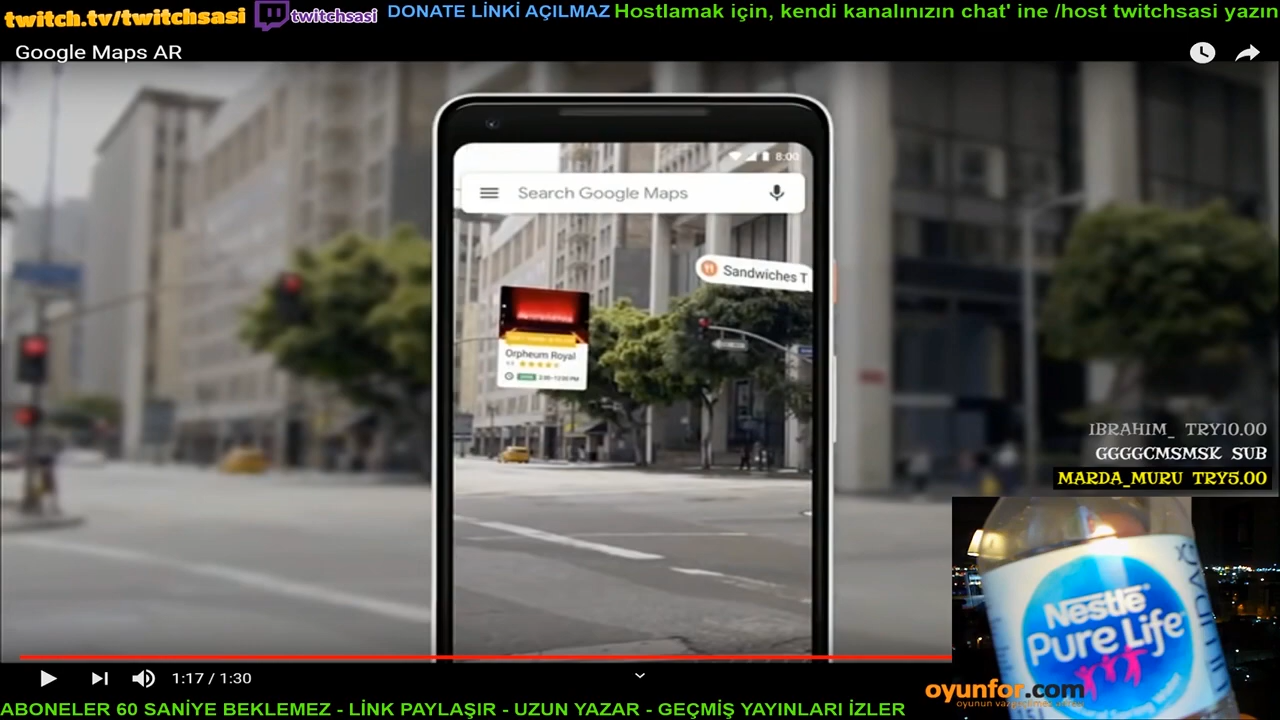 twitch.tv/twitchsasi
twitchsasi
DONATE LİNKİ AÇILMAZ
Hostlamak için, kendi kanalınızın chat' ine /host twitchsasi yazın
Google Maps AR
8:00
Search Google Maps
Sandwiches T
Orpheum Royal
OPEN
IBRAHIM_ TRY10.00
GGGGCMSMSK SUB
MARDA_MURU TRY5.00
Nestlé
Pure Life
oyunfor.com
1:17 / 1:30
ABONELER 60 SANİYE BEKLEMEZ - LİNK PAYLAŞIR - UZUN YAZAR - GEÇMİŞ YAYINLARI İZLER